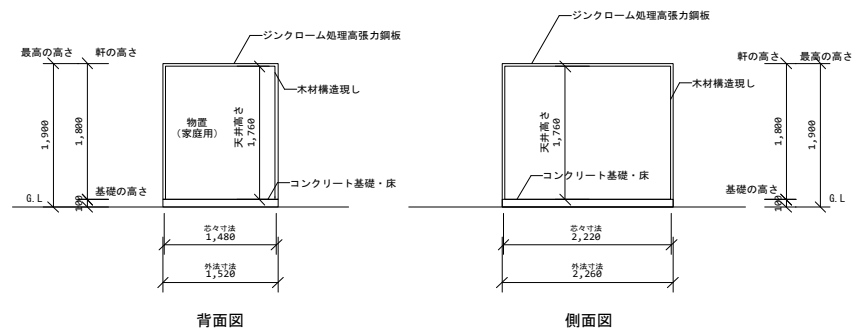 ジンクローム処理高張力鋼板
最高の高さ
軒の高さ
木材構造現し
物置
(家庭用)
天井高さ
1,760
1,900
1,800
コンクリート基礎・床
基礎の高さ
100
G.L
芯々寸法
1,480
外法寸法
1,520
背面図
ジンクローム処理高張力鋼板
軒の高さ
最高の高さ
木材構造現し
天井高さ
1,760
1,800
1,900
コンクリート基礎・床
基礎の高さ
100
G.L
芯々寸法
2,220
外法寸法
2,260
側面図